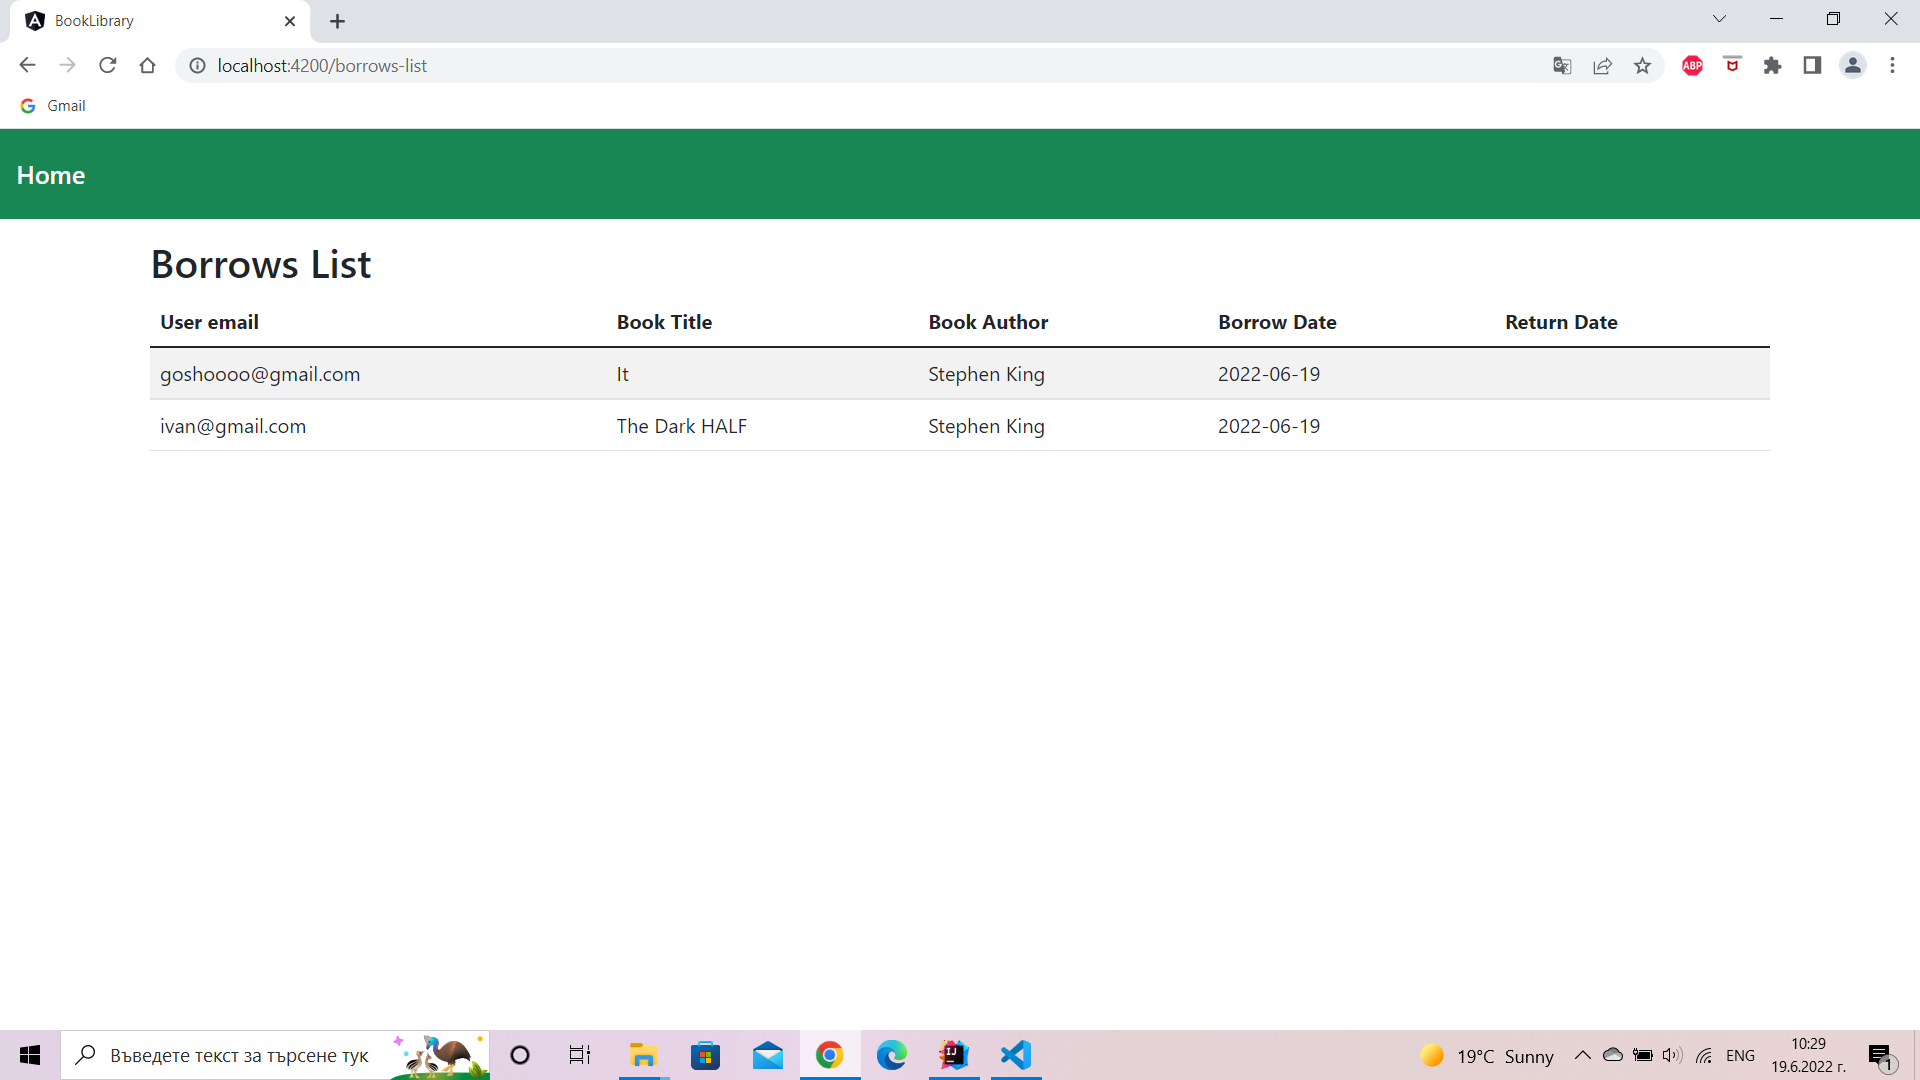 BookLibrary
localhost:4200/borrows-list
ABP
Gmail
Home
Borrows List
User email Book Title Book Author Borrow Date Return Date
goshoooo@gmail.com It Stephen King 2022-06-19
ivan@gmail.com The Dark HALF Stephen King 2022-06-19
Въведете текст за търсене тук
19°C Sunny
ENG
10:29
19.6.2022 г.
1